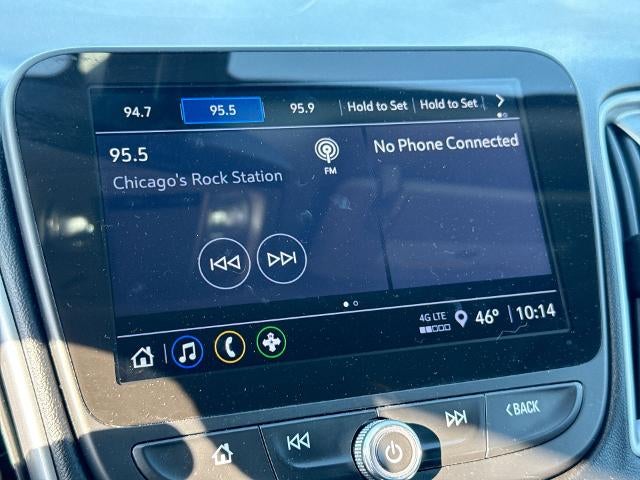 94.7 95.5 95.9 Hold to Set Hold to Set
95.5
FM
No Phone Connected
Chicago's Rock Station
4G LTE
46° 10:14
BACK